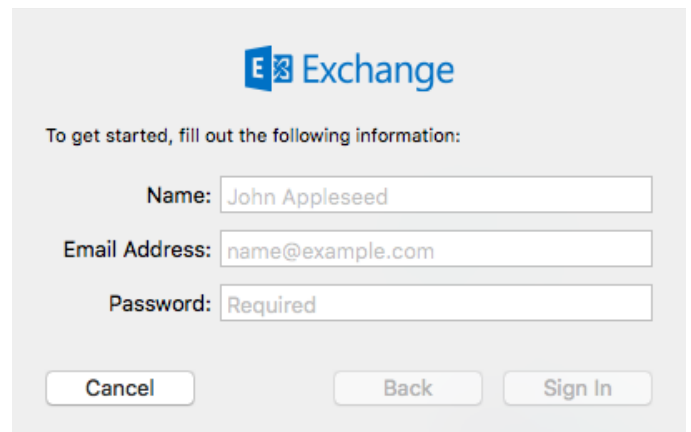 E Exchange
To get started, fill out the following information:
Name: John Appleseed
Email Address: name@example.com
Password: Required
Cancel Back Sign In